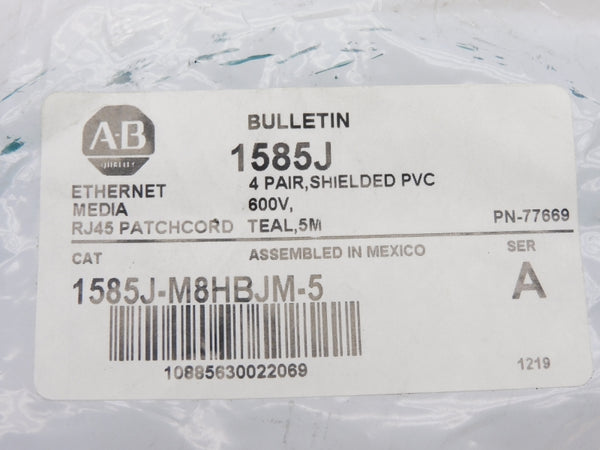 A-B
QUALITY
BULLETIN
1585J
ETHERNET
MEDIA
RJ45 PATCHCORD
4 PAIR,SHIELDED PVC
600V,
TEAL,5M
PN-77669
CAT
ASSEMBLED IN MEXICO
SER
1585J-M8HBJM-5
A
10885630022069
1219